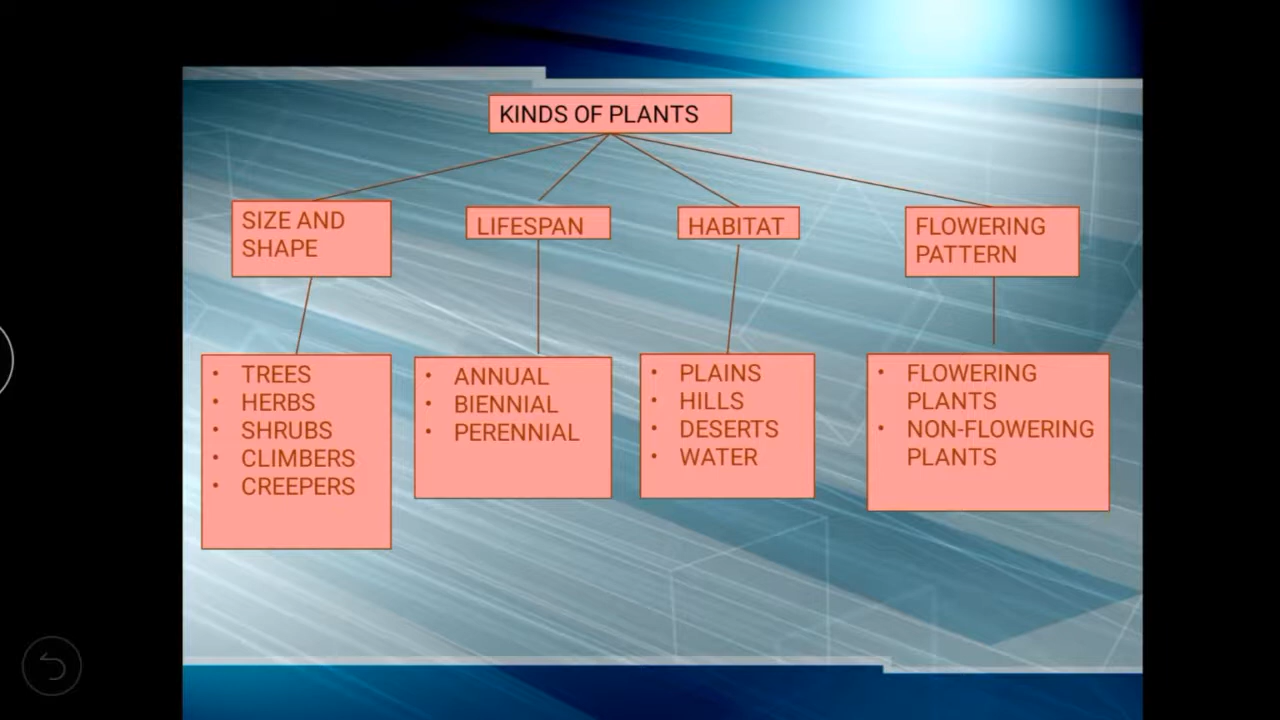 KINDS OF PLANTS
SIZE AND
SHAPE
LIFESPAN
HABITAT
FLOWERING
PATTERN
• TREES
• HERBS
• SHRUBS
• CLIMBERS
• CREEPERS
• ANNUAL
• BIENNIAL
• PERENNIAL
• PLAINS
• HILLS
• DESERTS
• WATER
• FLOWERING
PLANTS
• NON-FLOWERING
PLANTS